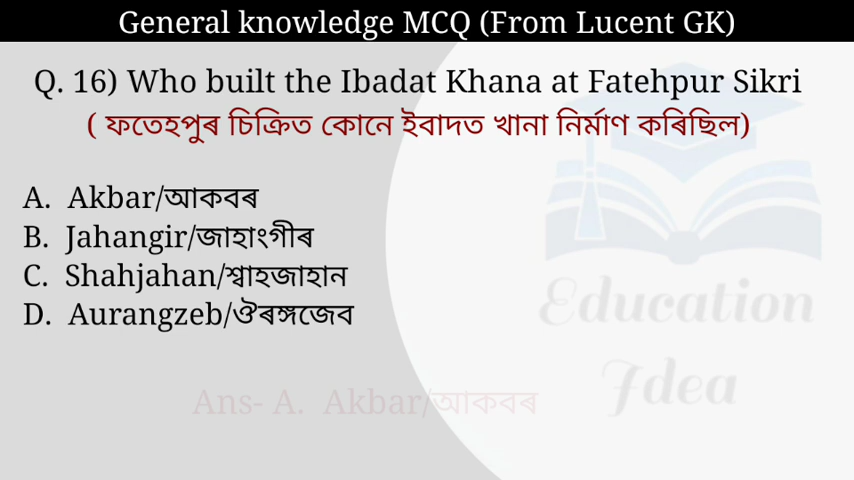 General knowledge MCQ (From Lucent GK)
Q. 16) Who built the Ibadat Khana at Fatehpur Sikri
( ফতেহপুৰ চিক্ৰিত কোনে ইবাদত খানা নিৰ্মাণ কৰিছিল)
A. Akbar/আকবৰ
B. Jahangir/জাহাংগীৰ
C. Shahjahan/শ্বাহজাহান
D. Aurangzeb/ঔৰঙ্গজেব
Education
Idea
Ans- A. Akbar/আকবৰ